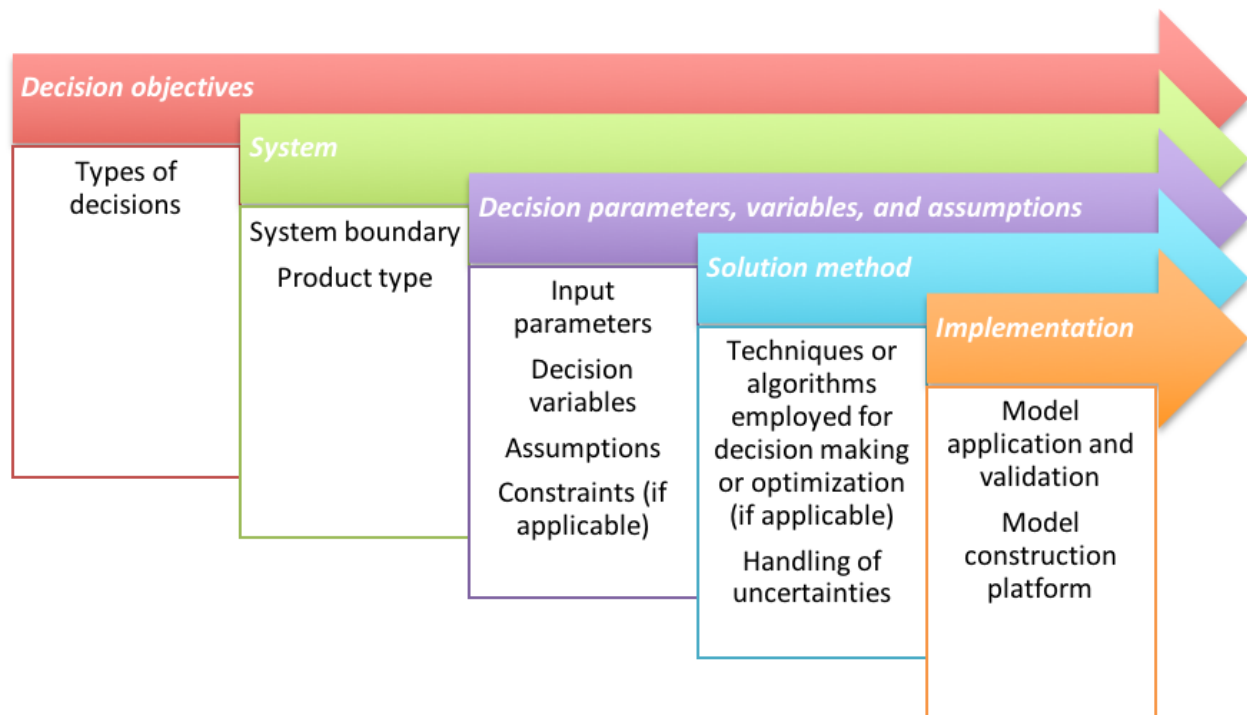 Decision objectives
Types of
decisions
System
System boundary
Product type
Decision parameters, variables, and assumptions
Input
parameters
Decision
variables
Assumptions
Constraints (if
applicable)
Solution method
Techniques or
algorithms
employed for
decision making
or optimization
(if applicable)
Handling of
uncertainties
Implementation
Model
application and
validation
Model
construction
platform